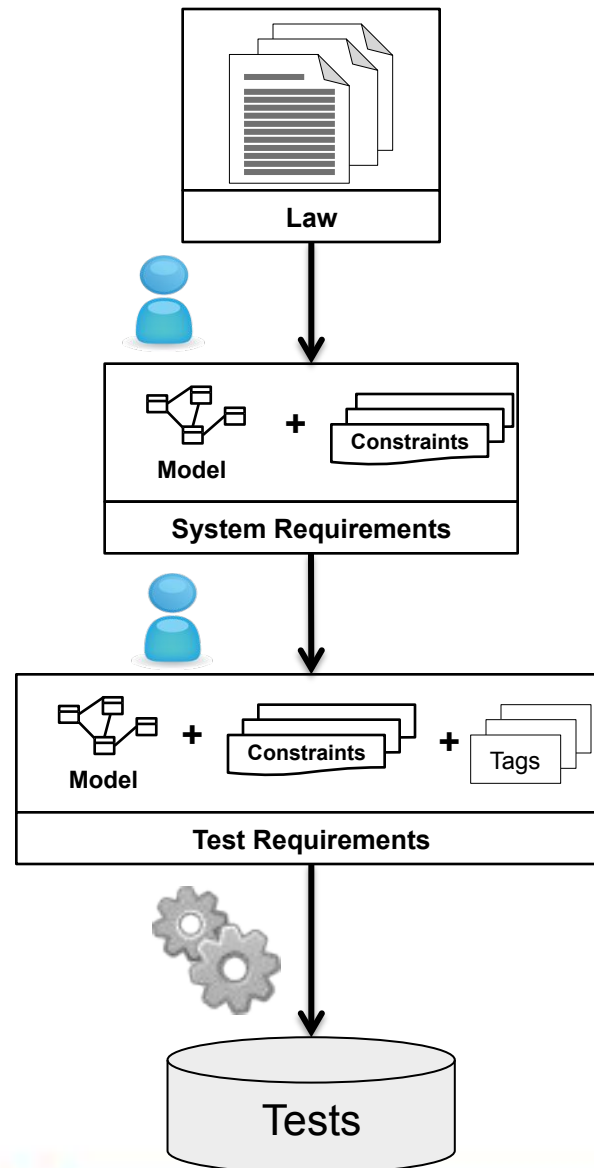 Law
+
Constraints
Model
System Requirements
+
+
Constraints
Tags
Model
Test Requirements
Tests